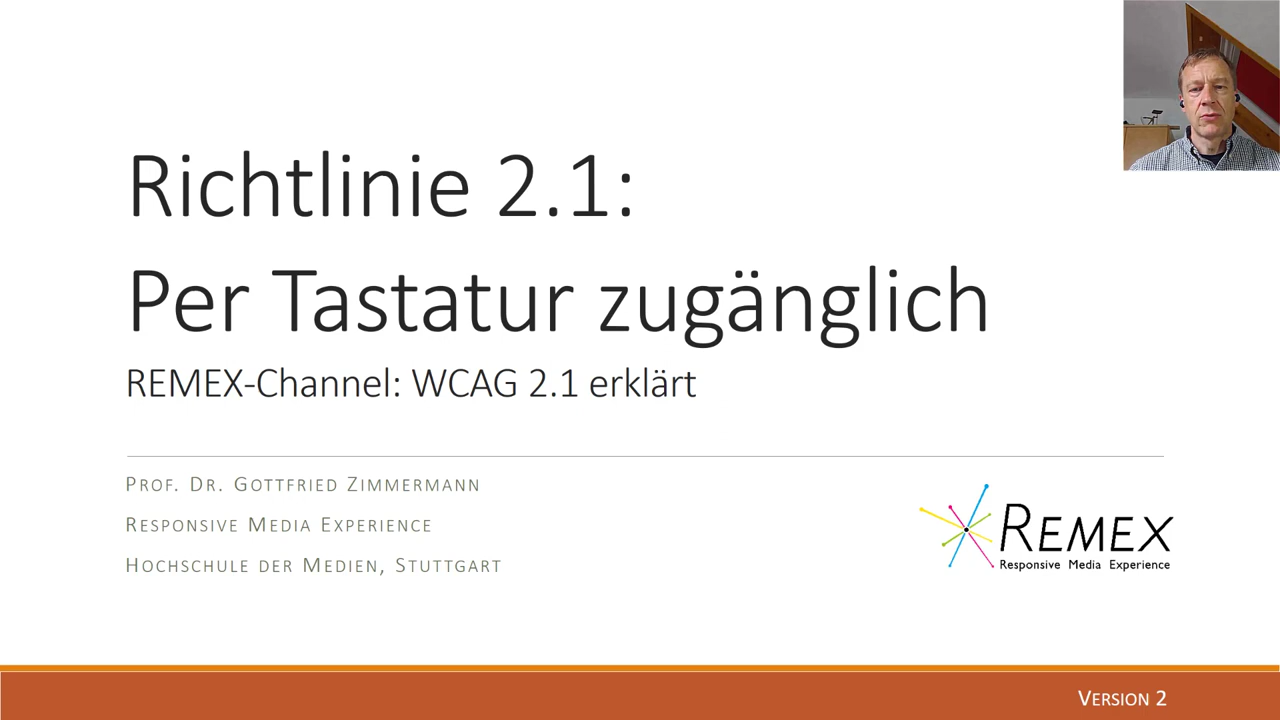 Richtlinie 2.1:
Per Tastatur zugänglich
REMEX-Channel: WCAG 2.1 erklärt
Prof. Dr. Gottfried Zimmermann
Responsive Media Experience
Hochschule der Medien, Stuttgart
REMEX
Responsive Media Experience
Version 2